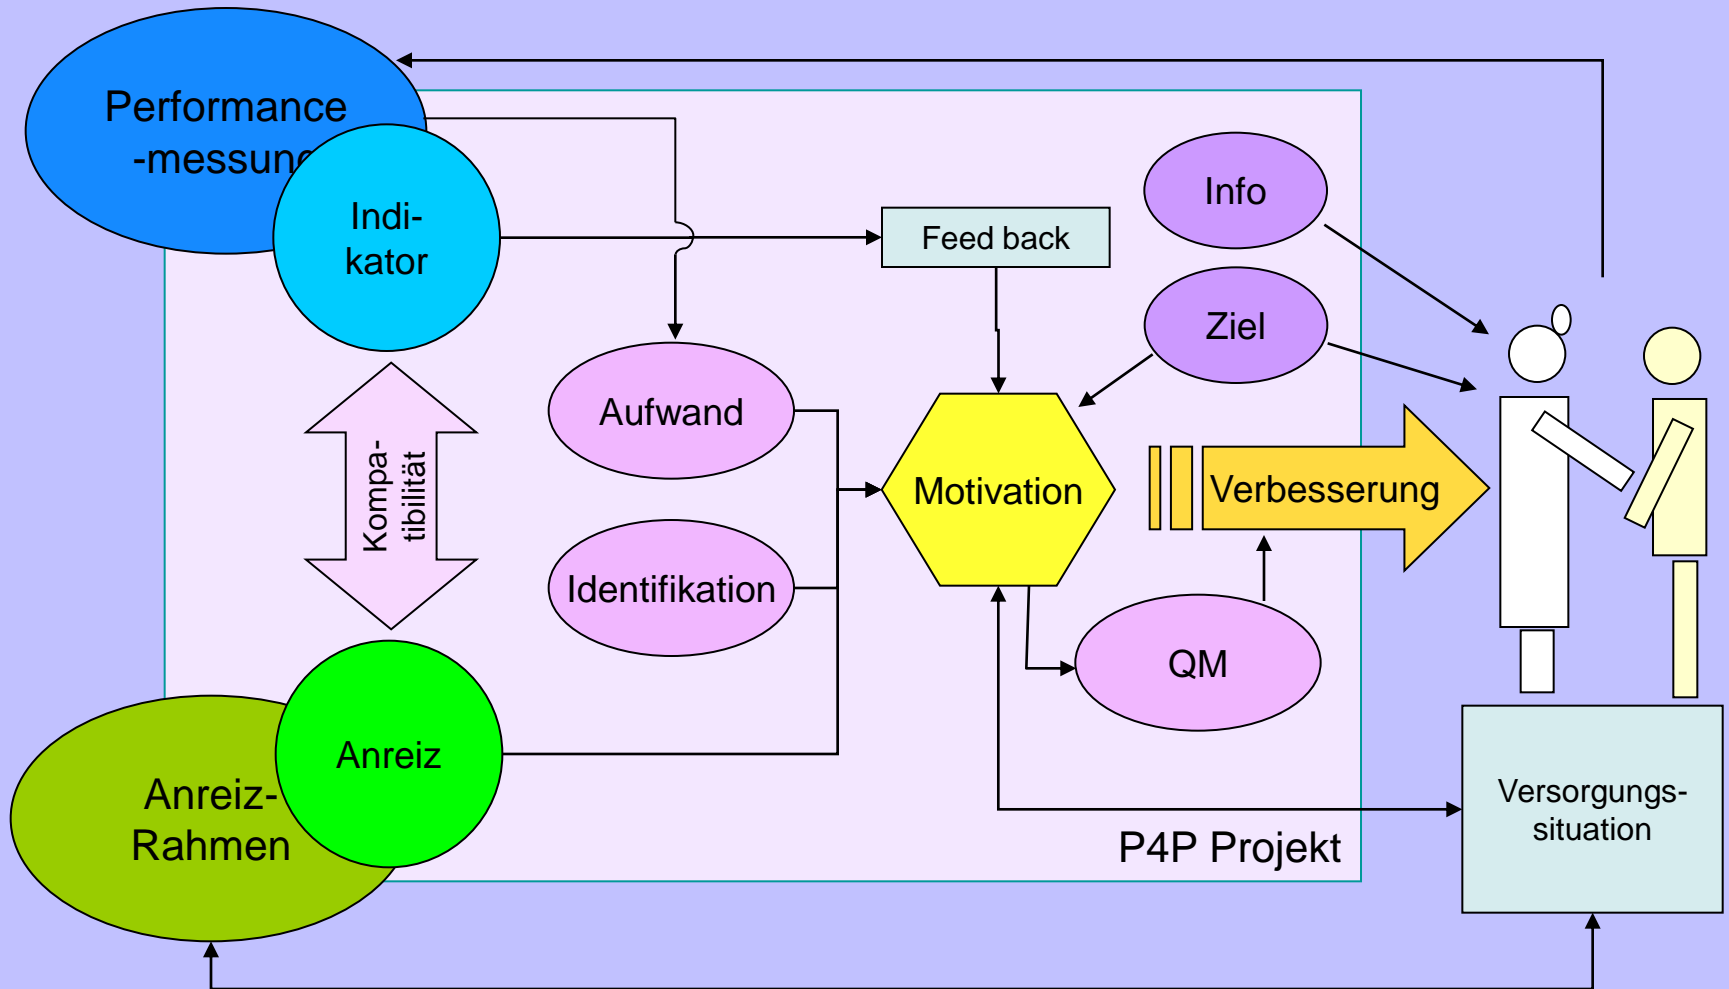 Performance
-messung
Indi-
kator
Feed back
Info
Ziel
Aufwand
Kompa-
tibilität
Motivation
Verbesserung
Identifikation
QM
Anreiz
Anreiz-
Rahmen
Versorgungs-
situation
P4P Projekt